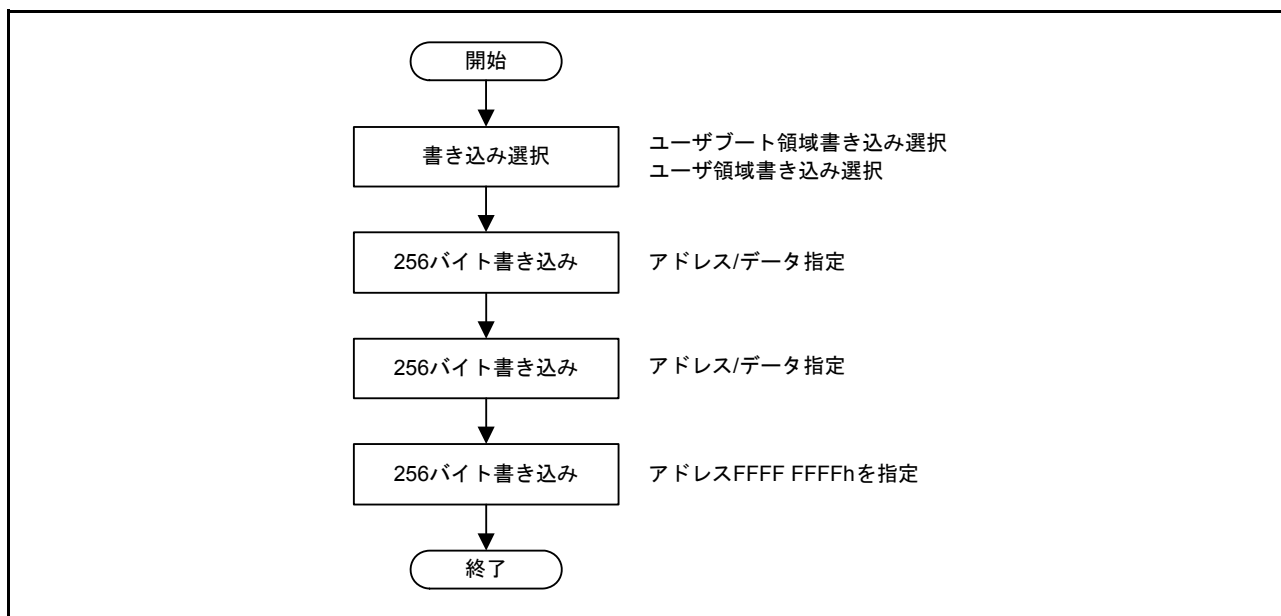 開始
書き込み選択
ユーザブート領域書き込み選択
ユーザ領域書き込み選択
256バイト書き込み
アドレス/データ指定
256バイト書き込み
アドレス/データ指定
256バイト書き込み
アドレスFFFF FFFFhを指定
終了